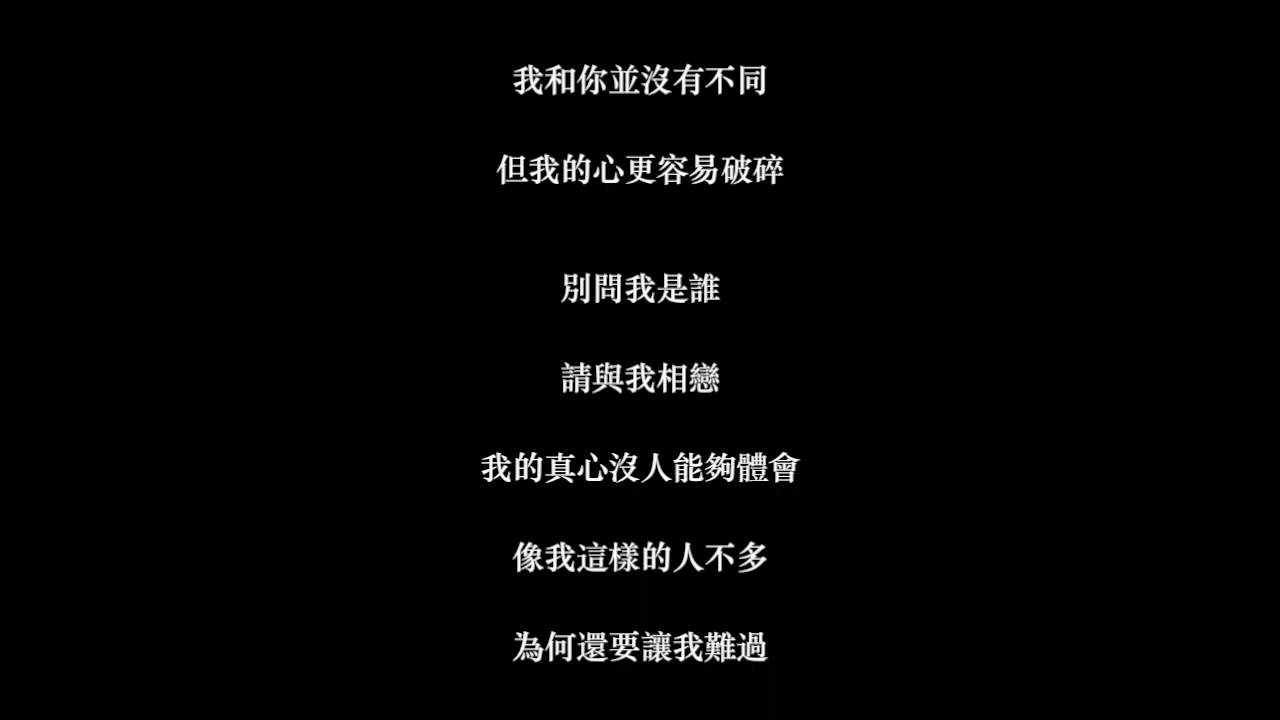 我和你並沒有不同
但我的心更容易破碎
別問我是誰
請與我相戀
我的真心沒人能夠體會
像我這樣的人不多
為何還要讓我難過